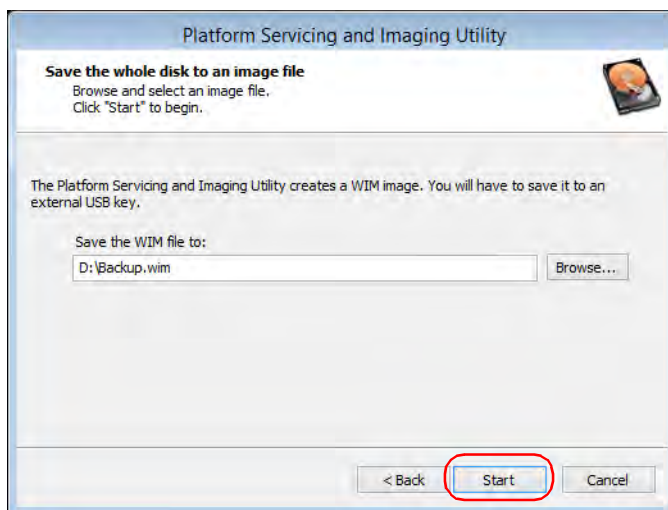 Platform Servicing and Imaging Utility
Save the whole disk to an image file
Browse and select an image file.
Click "Start" to begin.
The Platform Servicing and Imaging Utility creates a WIM image. You will have to save it to an
external USB key.
Save the WIM file to:
D:\Backup.wim
Browse...
< Back
Start
Cancel